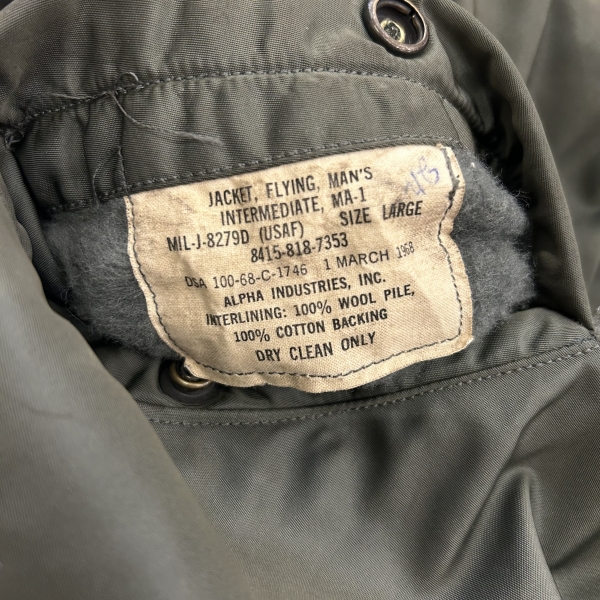 JACKET, FLYING, MAN'S
INTERMEDIATE, MA-1
MIL-J-8279D (USAF) SIZE LARGE
8415-818-7353
DSA 100-68-C-1746 1 MARCH 1968
ALPHA INDUSTRIES, INC.
INTERLINING: 100% WOOL PILE,
100% COTTON BACKING
DRY CLEAN ONLY